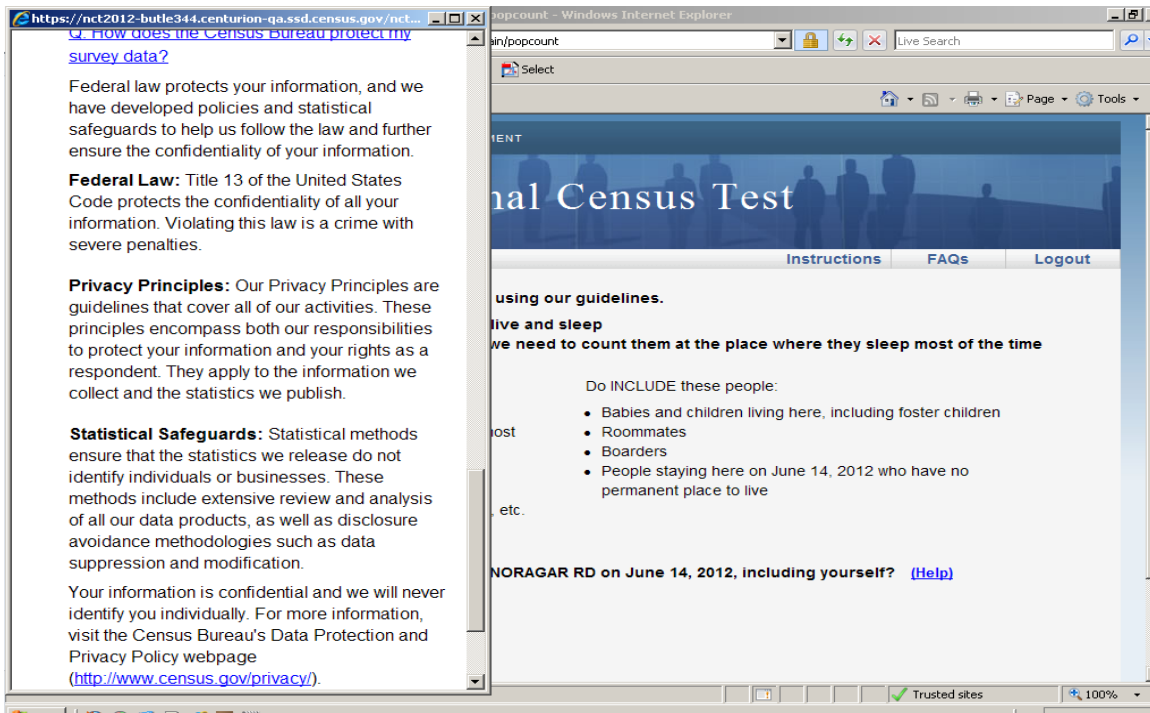 https://nct2012-butle344.centurion-qa.ssd.census.gov/nct...
Q. How does the Census Bureau protect my
survey data?
Federal law protects your information, and we
have developed policies and statistical
safeguards to help us follow the law and further
ensure the confidentiality of your information.
Federal Law: Title 13 of the United States
Code protects the confidentiality of all your
information. Violating this law is a crime with
severe penalties.
Privacy Principles: Our Privacy Principles are
guidelines that cover all of our activities. These
principles encompass both our responsibilities
to protect your information and your rights as a
respondent. They apply to the information we
collect and the statistics we publish.
Statistical Safeguards: Statistical methods
ensure that the statistics we release do not
identify individuals or businesses. These
methods include extensive review and analysis
of all our data products, as well as disclosure
avoidance methodologies such as data
suppression and modification.
Your information is confidential and we will never
identify you individually. For more information,
visit the Census Bureau's Data Protection and
Privacy Policy webpage
(http://www.census.gov/privacy/).
popcount - Windows Internet Explorer
ain/popcount
Live Search
Select
Page
Tools
MENT
nal Census Test
Instructions FAQs Logout
using our guidelines.
live and sleep
we need to count them at the place where they sleep most of the time
Do INCLUDE these people:
• Babies and children living here, including foster children
ost
• Roommates
• Boarders
• People staying here on June 14, 2012 who have no
permanent place to live
, etc.
NORAGAR RD on June 14, 2012, including yourself? (Help)
Trusted sites
100%